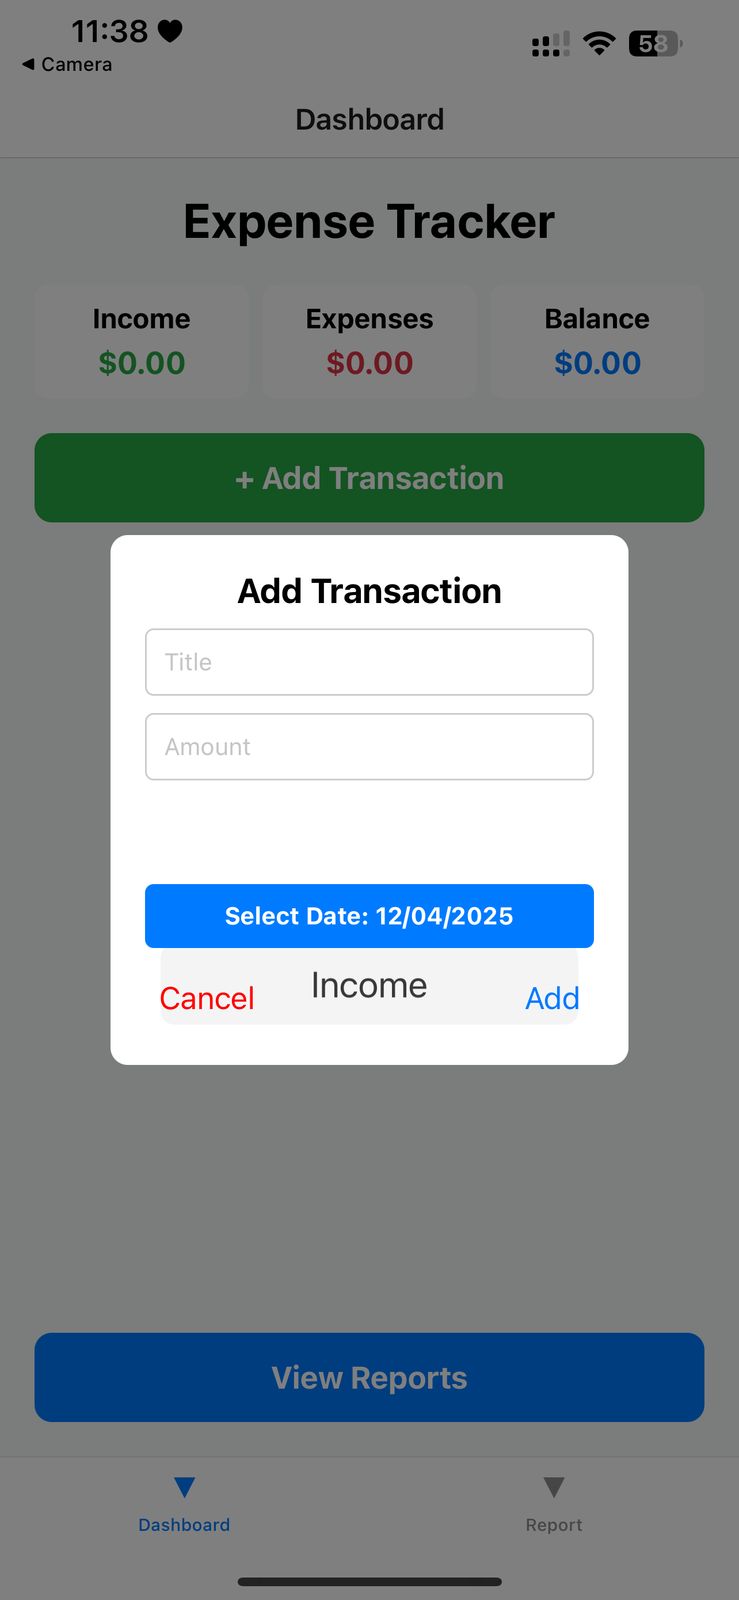 11:38
Camera
58
Dashboard
Expense Tracker
Income Expenses Balance
$0.00 $0.00 $0.00
+ Add Transaction
Add Transaction
Title
Amount
Select Date: 12/04/2025
Income
Cancel Add
View Reports
Dashboard Report